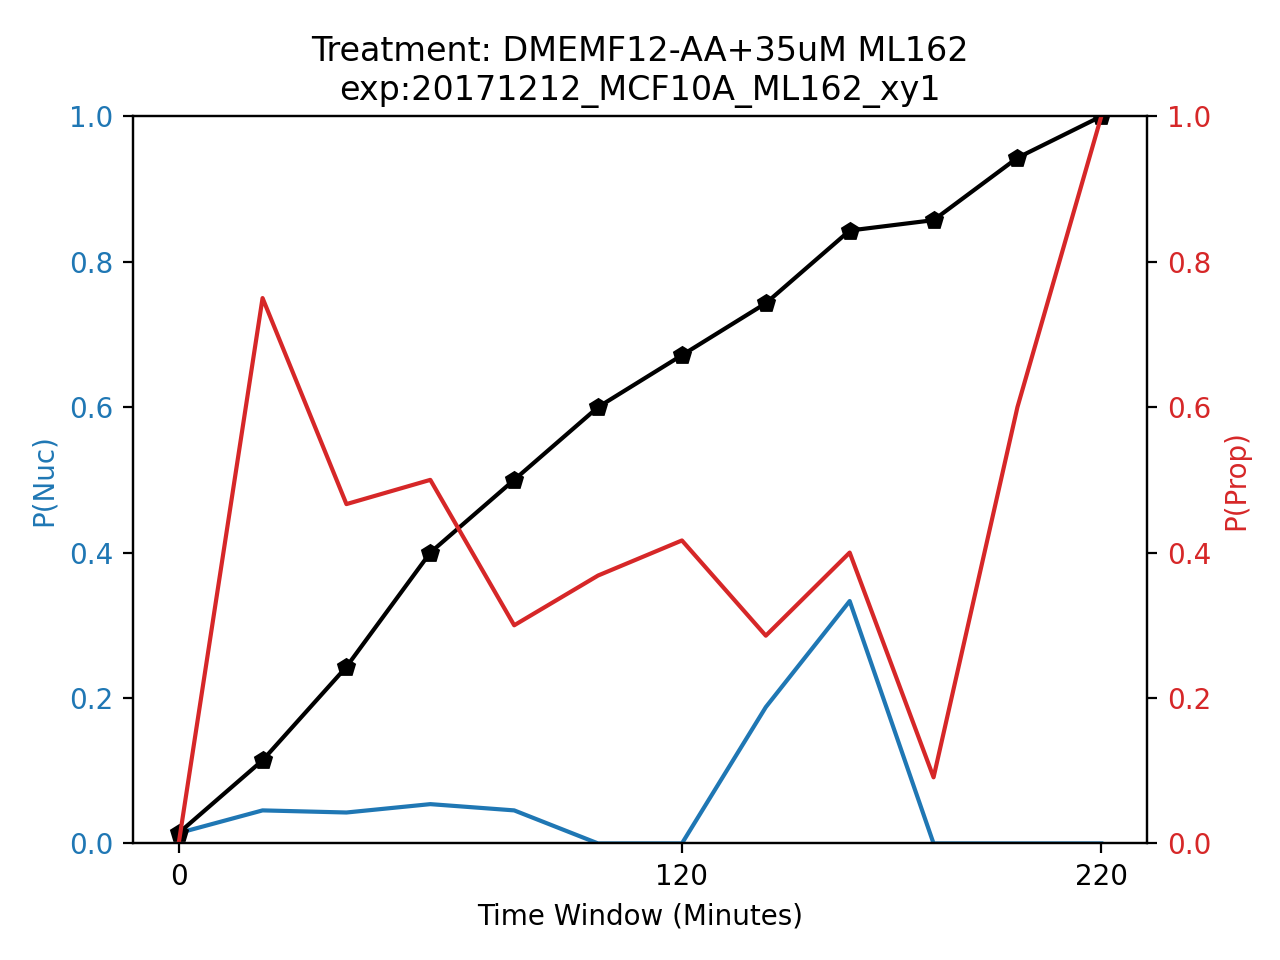 Treatment: DMEMF12-AA+35uM ML162
exp:20171212_MCF10A_ML162_xy1
1.0
0.8
0.6
0.4
0.2
0.0
P(Nuc)
1.0
0.8
0.6
0.4
0.2
0.0
P(Prop)
0 120 220
Time Window (Minutes)